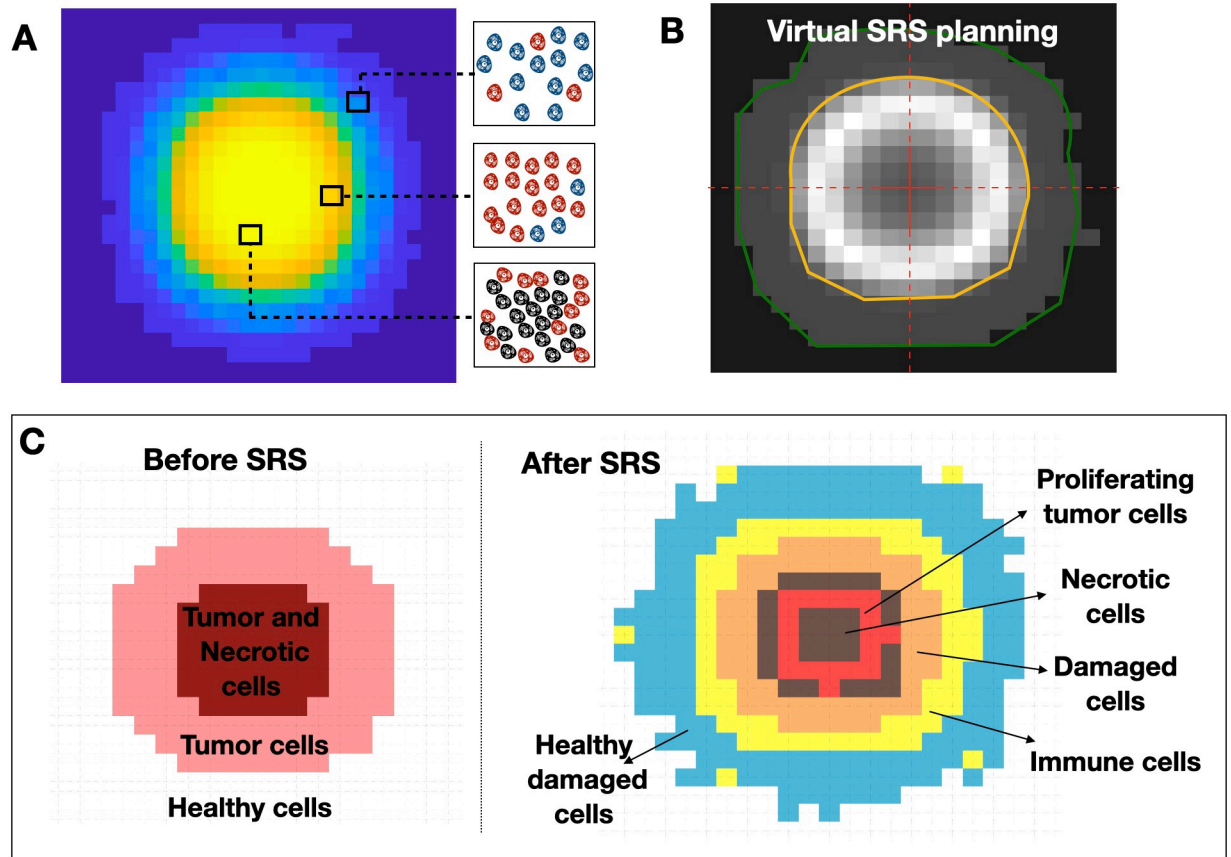 A
B
Virtual SRS planning
C
Before SRS
Tumor and
Necrotic
cells
Tumor cells
Healthy cells
After SRS
Proliferating
tumor cells
Necrotic
cells
Damaged
cells
Immune cells
Healthy
damaged
cells